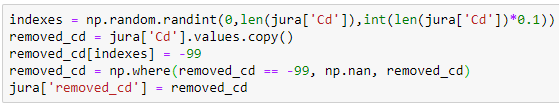 indexes = np.random.randint(0,len(jura['Cd']),int(len(jura['Cd'])*0.1))
removed_cd = jura['Cd'].values.copy()
removed_cd[indexes] = -99
removed_cd = np.where(removed_cd == -99, np.nan, removed_cd)
jura['removed_cd'] = removed_cd